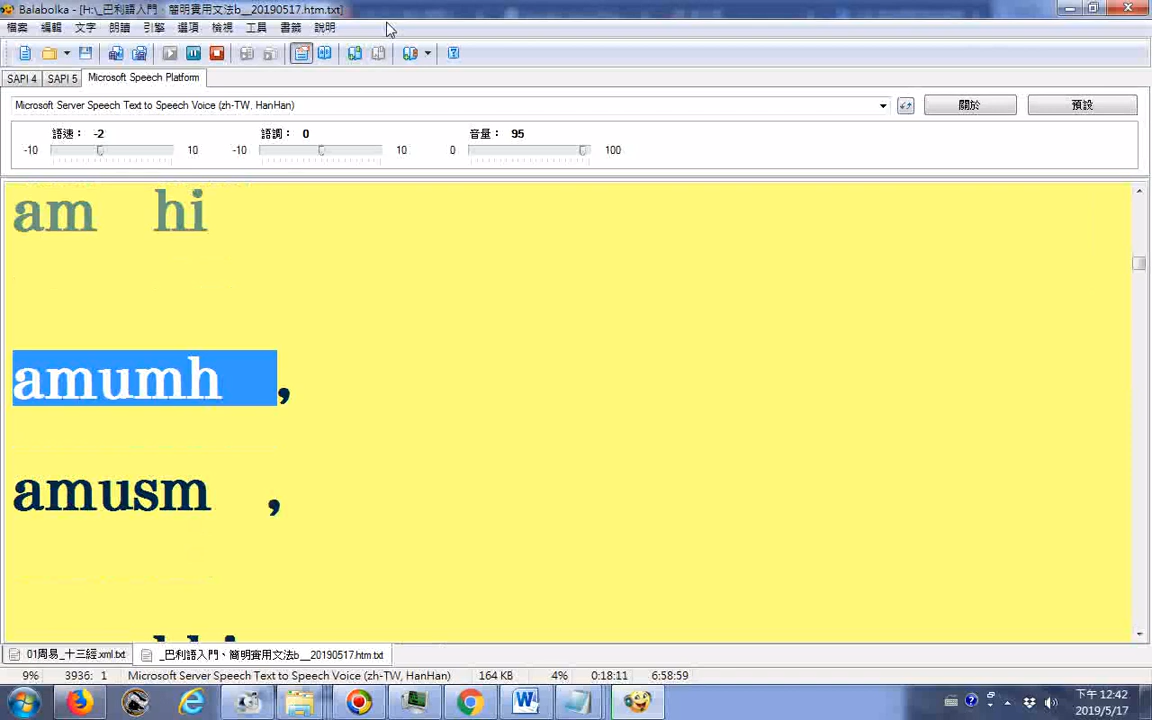 Balabolka - [H:\_巴利語入門、簡明實用文法b__20190517.htm.txt]
檔案 編輯 文字 朗讀 引擎 選項 檢視 工具 書籤 說明
SAPI 4 SAPI 5 Microsoft Speech Platform
Microsoft Server Speech Text to Speech Voice (zh-TW, HanHan) 關於 預設
語速： -2 語調： 0 音量： 95
-10 10 -10 10 0 100
am hi
amumh ,
amusm ,
01周易_十三經.xml.txt _巴利語入門、簡明實用文法b__20190517.htm.txt
9% 3936: 1 Microsoft Server Speech Text to Speech Voice (zh-TW, HanHan) 164 KB 4% 0:18:11 6:58:59
下午 12:42
2019/5/17